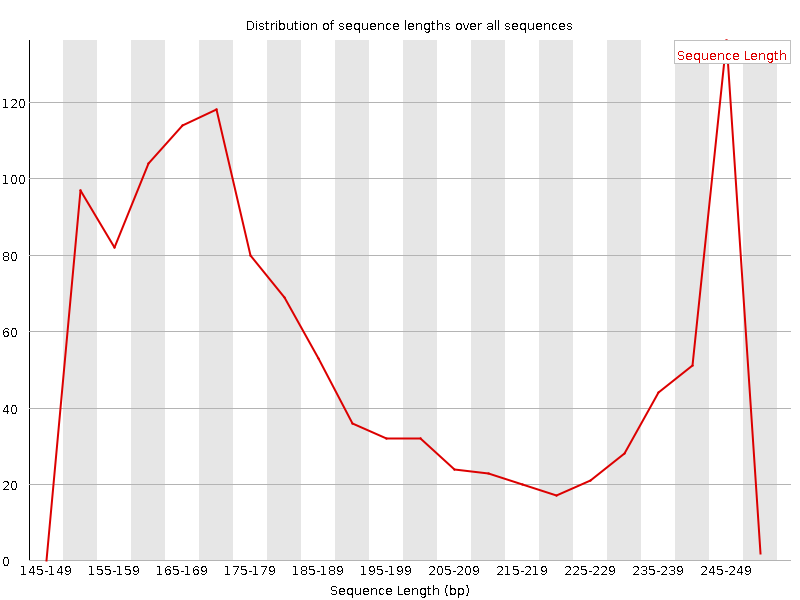 Distribution of sequence lengths over all sequences
Sequence Length
120
100
80
60
40
20
0
145-149 155-159 165-169 175-179 185-189 195-199 205-209 215-219 225-229 235-239 245-249
Sequence Length (bp)